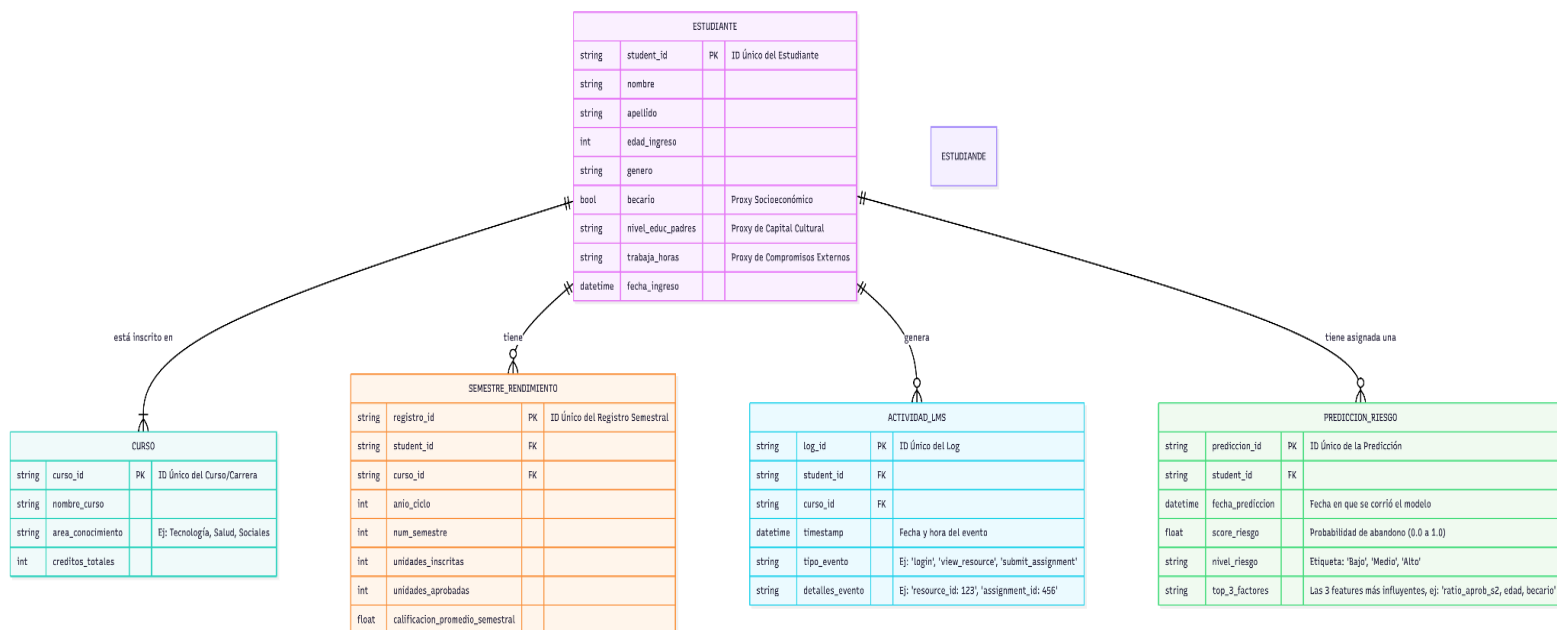 ESTUDIANTE
string student_id PK ID Único del Estudiante
string nombre
string apellido
int edad_ingreso
string genero
bool becario Proxy Socioeconómico
string nivel_educ_padres Proxy de Capital Cultural
string trabaja_horas Proxy de Compromisos Externos
datetime fecha_ingreso
ESTUDIANDE
está inscrito en
tiene
genera
tiene asignada una
CURSO
string curso_id PK ID Único del Curso/Carrera
string nombre_curso
string area_conocimiento Ej: Tecnología, Salud, Sociales
int creditos_totales
SEMESTRE_RENDIMIENTO
string registro_id PK ID Único del Registro Semestral
string student_id FK
string curso_id FK
int anio_ciclo
int num_semestre
int unidades_inscritas
int unidades_aprobadas
float calificacion_promedio_semestral
ACTIVIDAD_LMS
string log_id PK ID Único del Log
string student_id FK
string curso_id FK
datetime timestamp Fecha y hora del evento
string tipo_evento Ej: 'login', 'view_resource', 'submit_assignment'
string detalles_evento Ej: 'resource_id: 123', 'assignment_id: 456'
PREDICCION_RIESGO
string prediccion_id PK ID Único de la Predicción
string student_id FK
datetime fecha_prediccion Fecha en que se corrió el modelo
float score_riesgo Probabilidad de abandono (0.0 a 1.0)
string nivel_riesgo Etiqueta: 'Bajo', 'Medio', 'Alto'
string top_3_factores Las 3 features más influyentes, ej: 'ratio_aprob_s2, edad, becario'